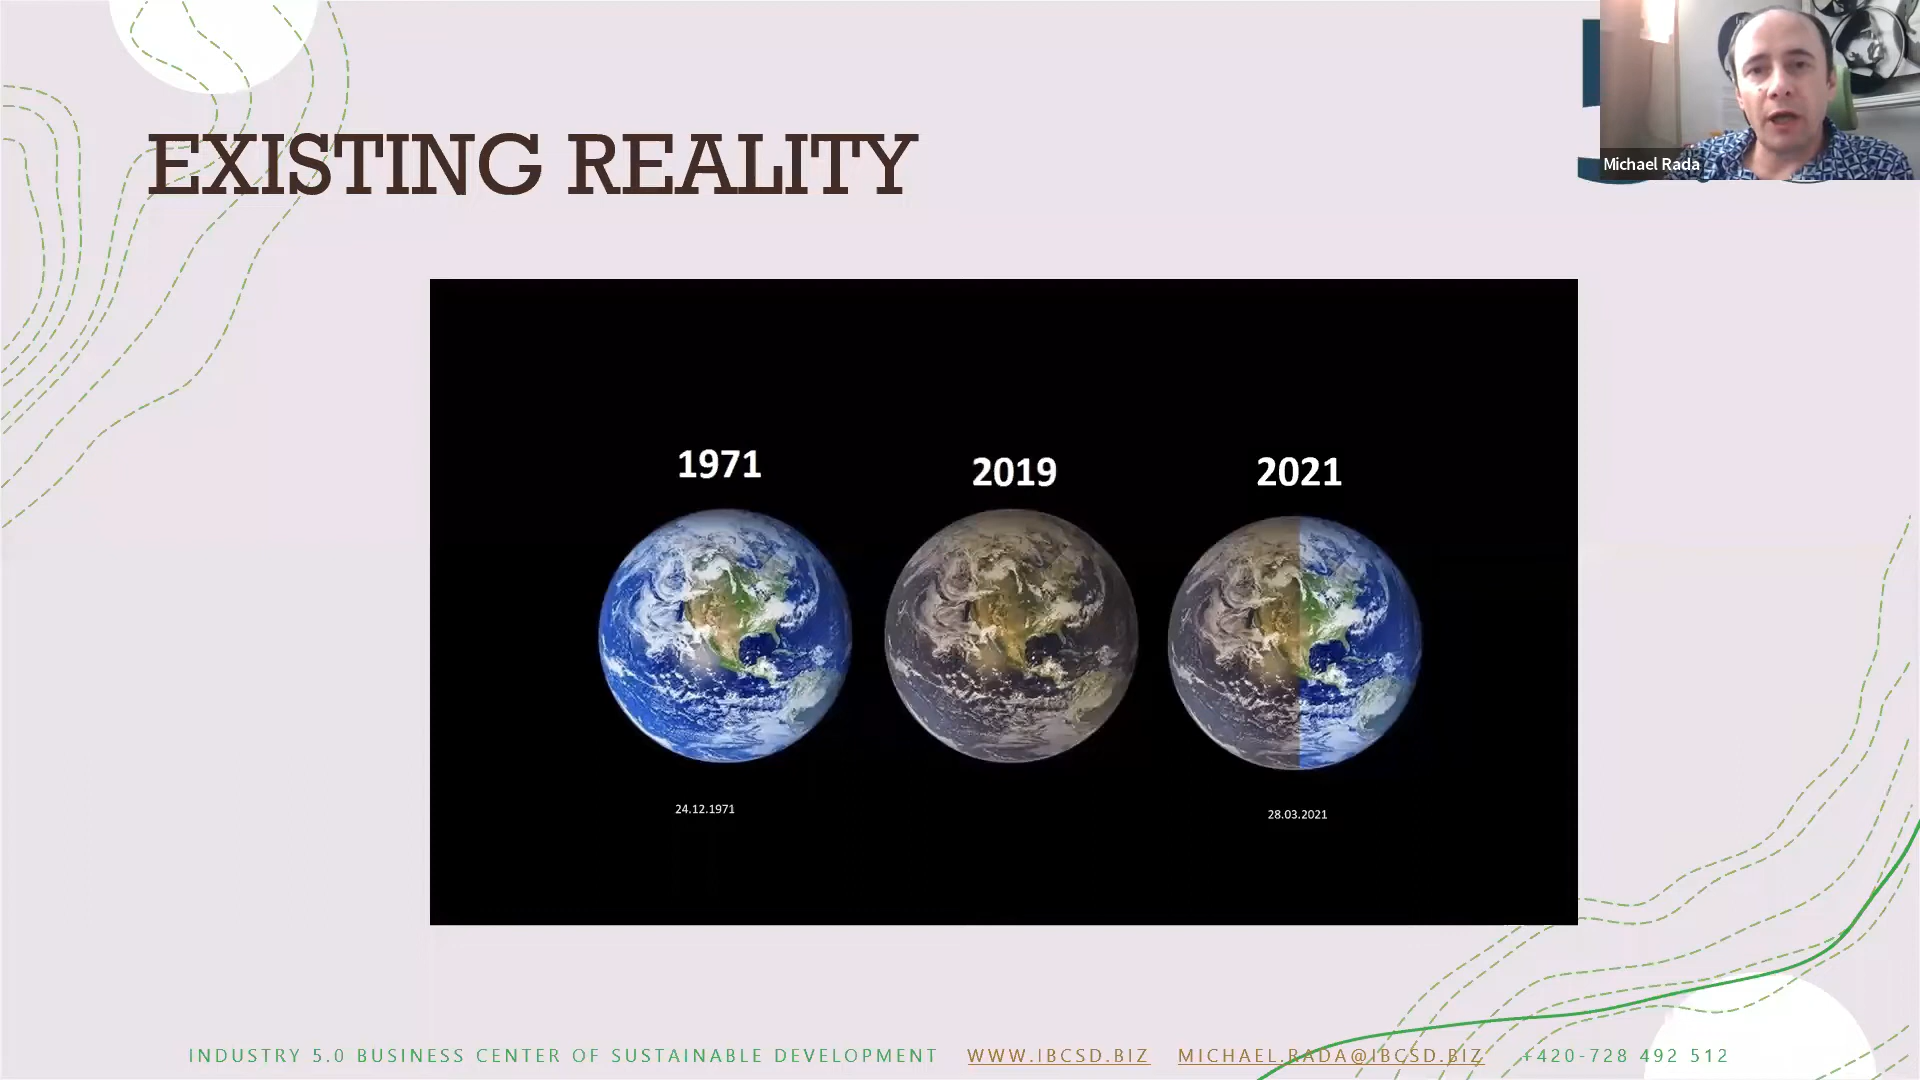 EXISTING REALITY
Michael Rada
1971
2019
2021
24.12.1971
28.03.2021
INDUSTRY 5.0 BUSINESS CENTER OF SUSTAINABLE DEVELOPMENT WWW.IBCSD.BIZ MICHAEL.RADA@IBCSD.BIZ +420-728 492 512